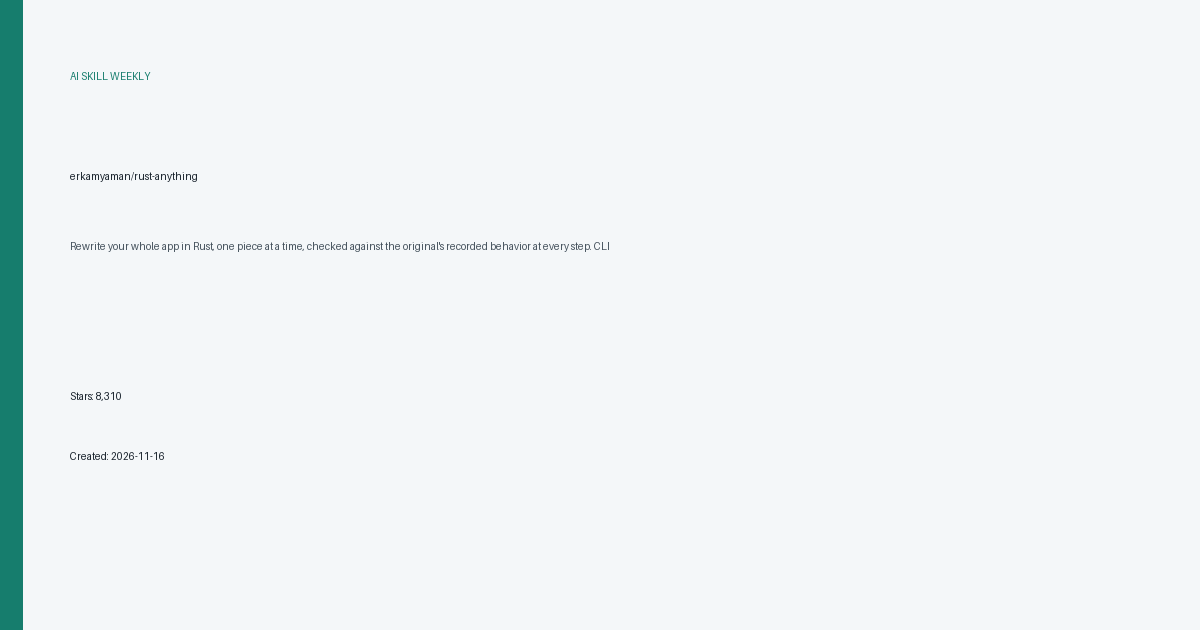 AI SKILL WEEKLY
erkamyaman/rust-anything
Rewrite your whole app in Rust, one piece at a time, checked against the original's recorded behavior at every step. CLI
Stars: 8,310
Created: 2026-11-16